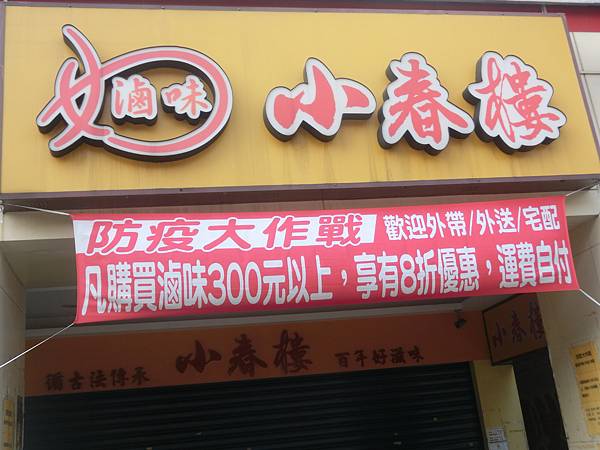 滷味 小春樓
防疫大作戰 歡迎外帶/外送/宅配
凡購買滷味300元以上，享有8折優惠，運費自付
循古法傳承 小春樓 百年好滋味
小春樓